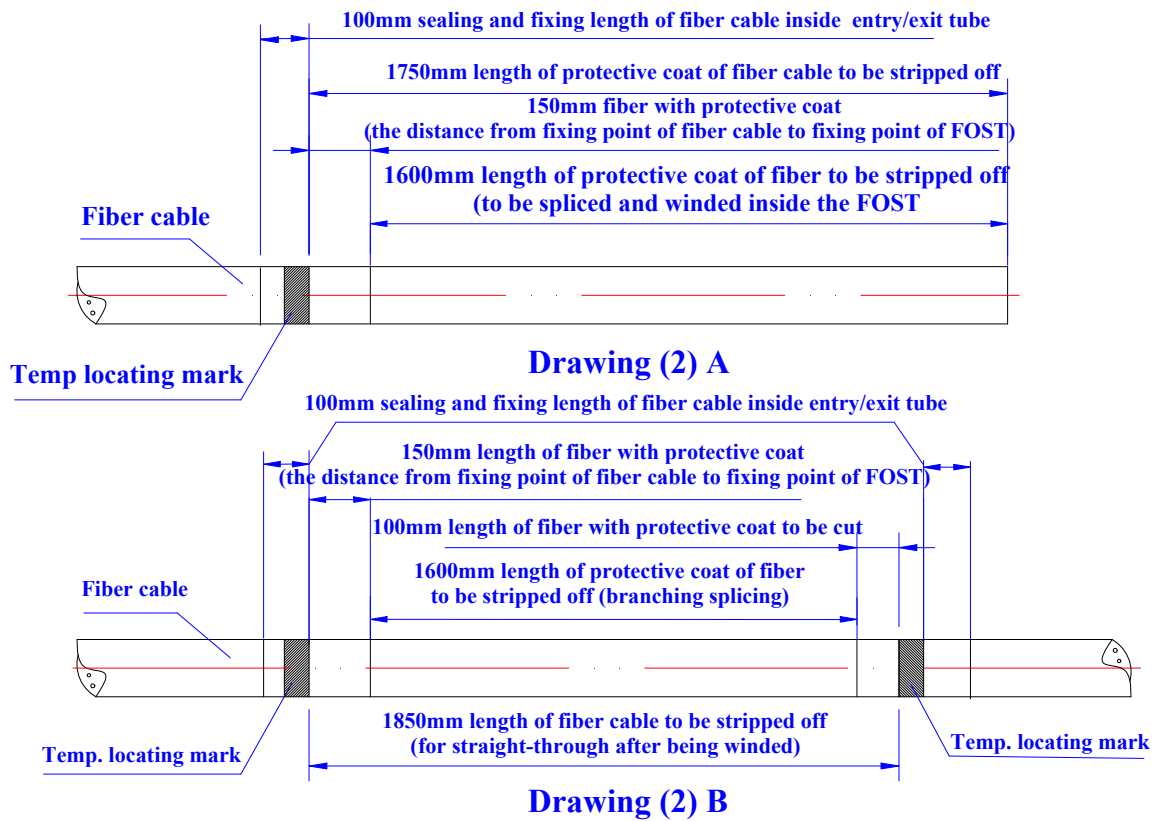 100mm sealing and fixing length of fiber cable inside entry/exit tube
1750mm length of protective coat of fiber cable to be stripped off
150mm fiber with protective coat
(the distance from fixing point of fiber cable to fixing point of FOST)
1600mm length of protective coat of fiber to be stripped off
(to be spliced and winded inside the FOST
Fiber cable
Temp locating mark
Drawing (2) A
100mm sealing and fixing length of fiber cable inside entry/exit tube
150mm length of fiber with protective coat
(the distance from fixing point of fiber cable to fixing point of FOST)
100mm length of fiber with protective coat to be cut
1600mm length of protective coat of fiber
to be stripped off (branching splicing)
Fiber cable
1850mm length of fiber cable to be stripped off
(for straight-through after being winded)
Temp. locating mark
Temp. locating mark
Drawing (2) B